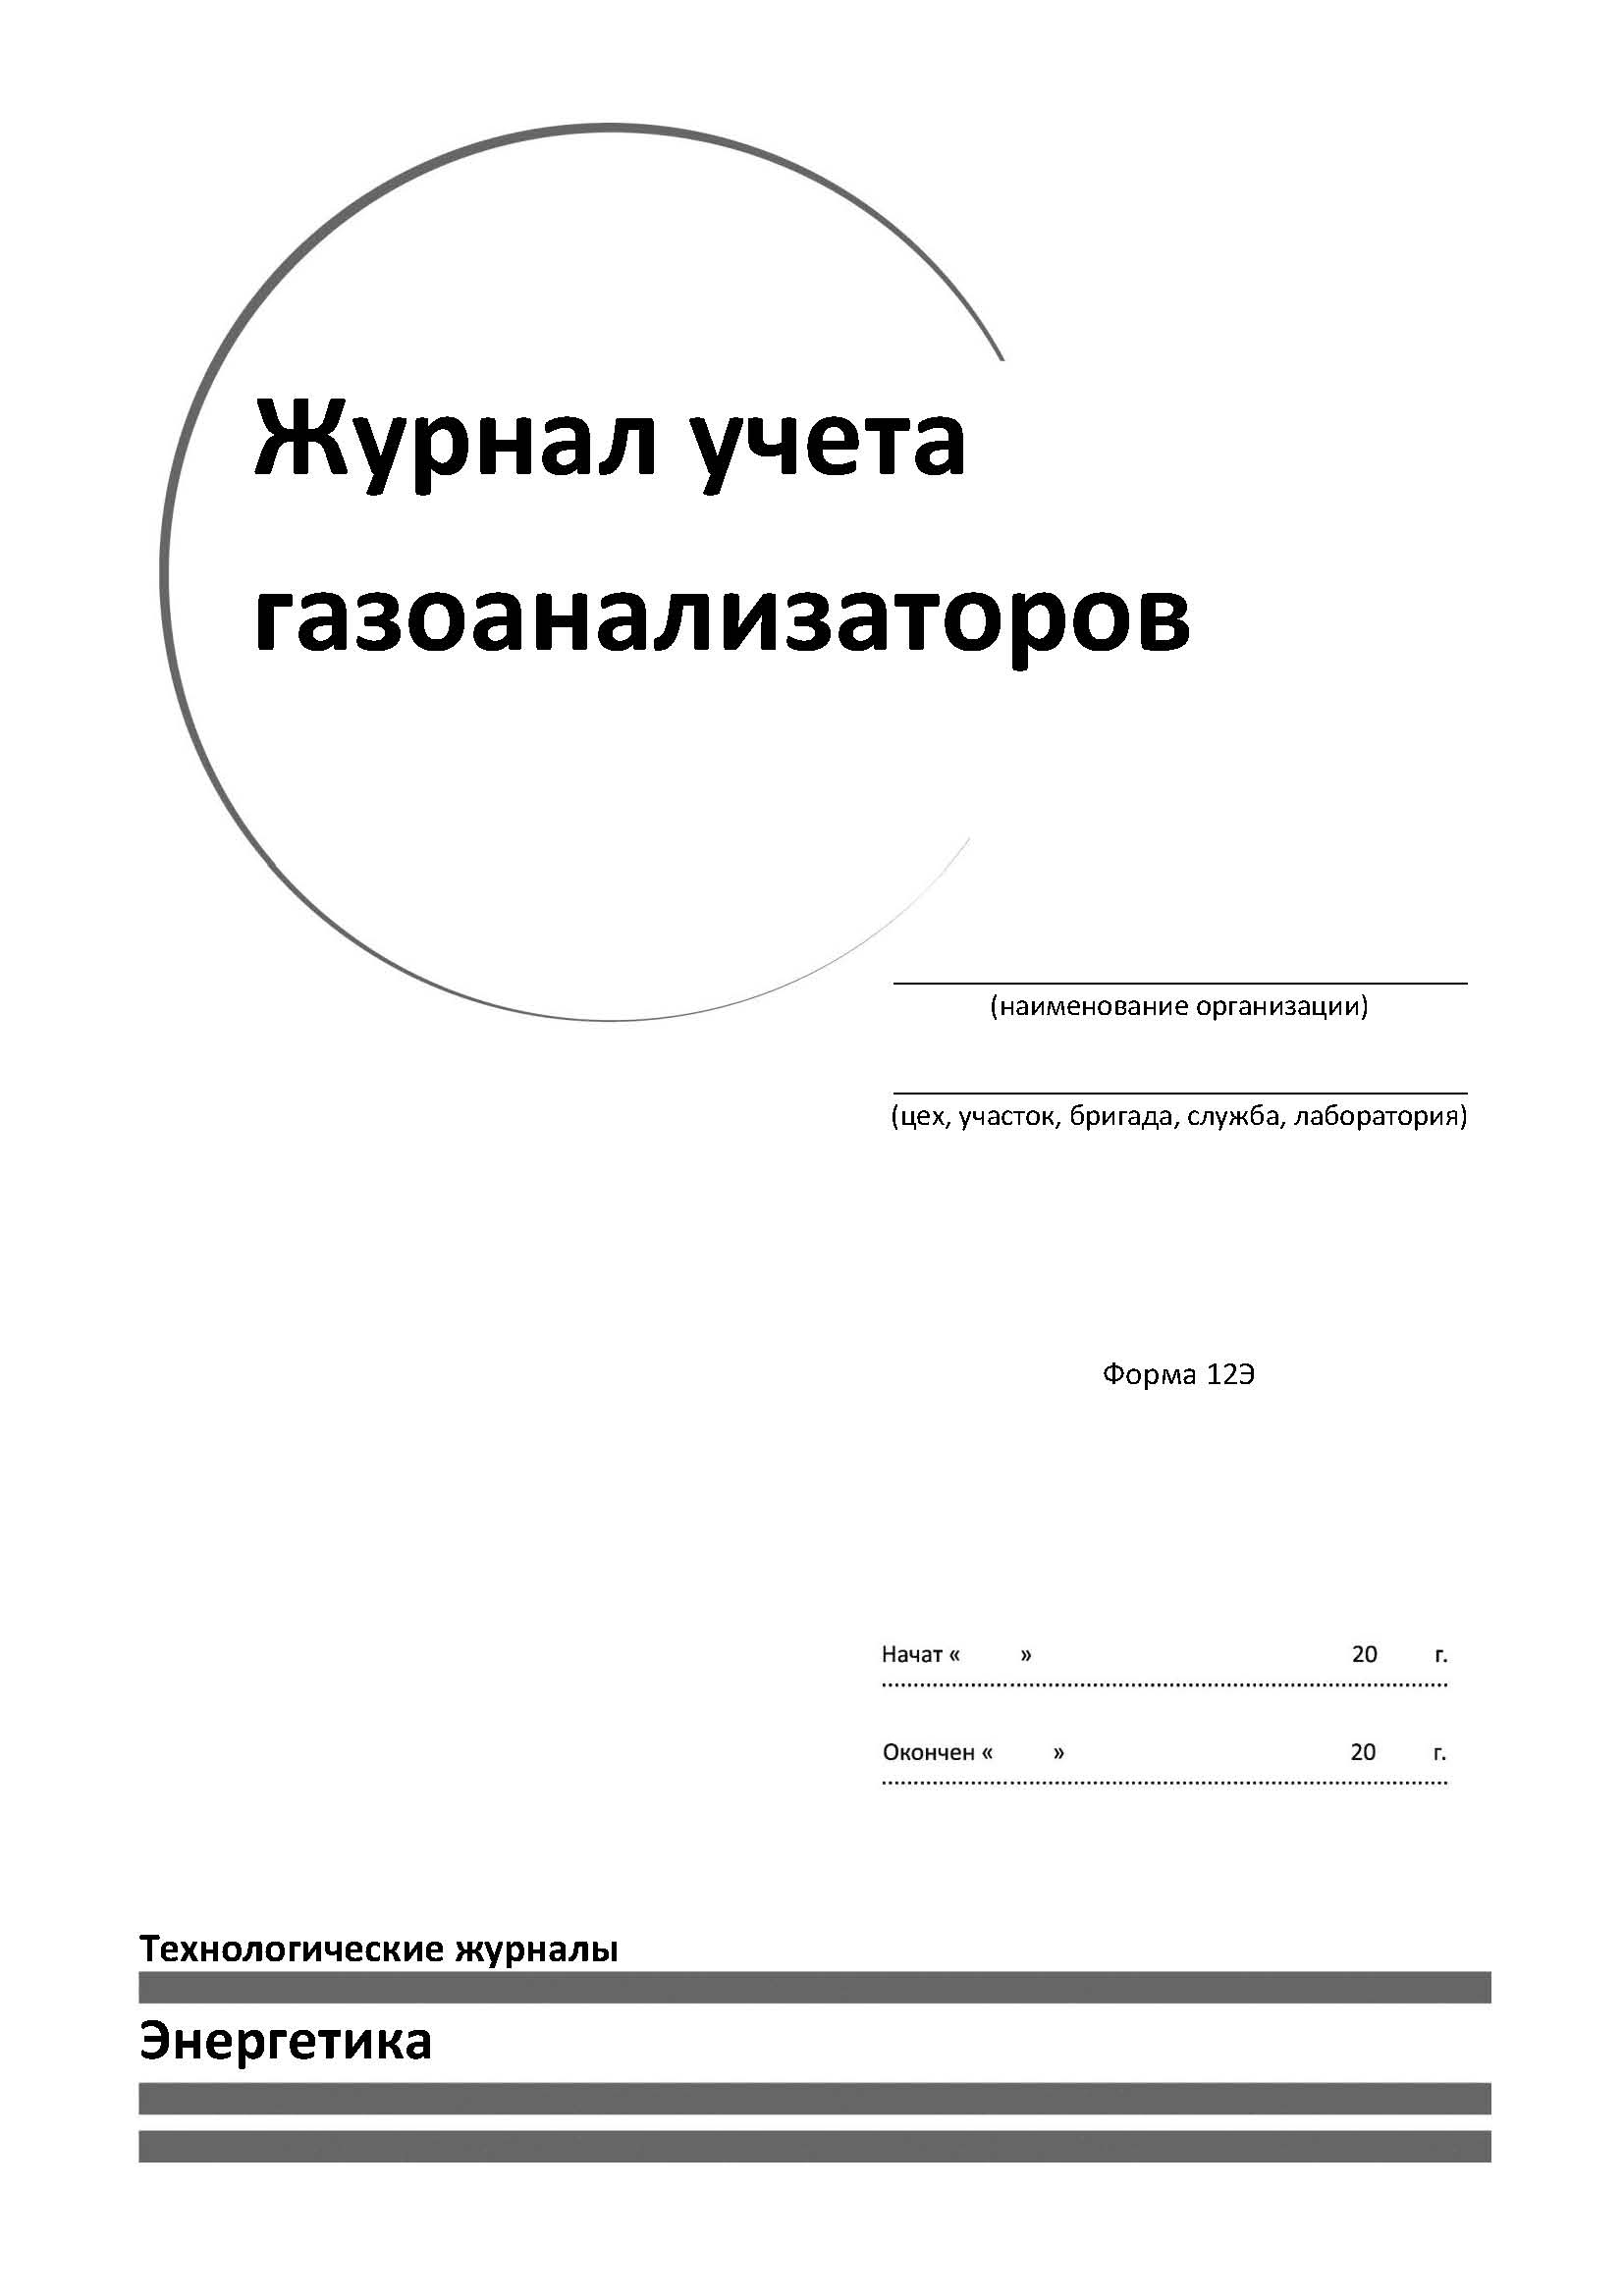 Журнал учета
газоанализаторов
(наименование организации)
(цех, участок, бригада, служба, лаборатория)
Форма 12Э
Начат « » 20 г.
Окончен « » 20 г.
Технологические журналы
Энергетика